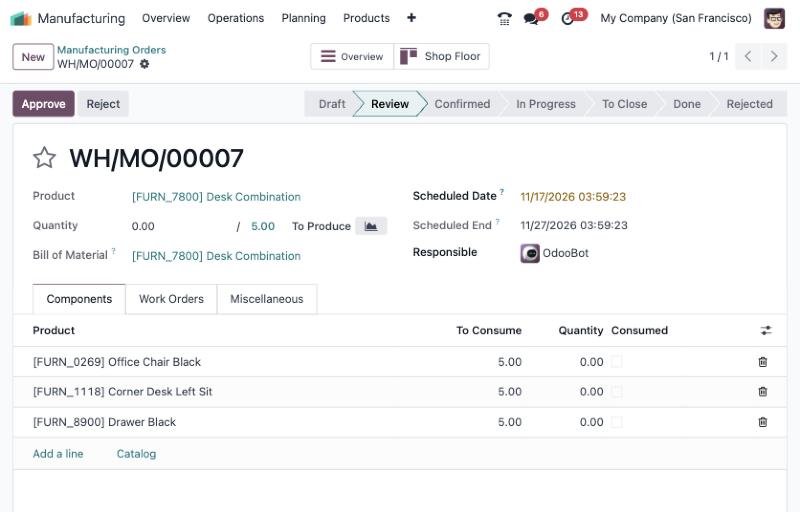 Manufacturing Overview Operations Planning Products + 6 13 My Company (San Francisco)
New Manufacturing Orders
WH/MO/00007
Overview Shop Floor 1 / 1
Approve Reject Draft Review Confirmed In Progress To Close Done Rejected
WH/MO/00007
Product [FURN_7800] Desk Combination Scheduled Date ? 11/17/2026 03:59:23
Quantity 0.00 / 5.00 To Produce Scheduled End ? 11/27/2026 03:59:23
Bill of Material ? [FURN_7800] Desk Combination Responsible OdooBot
Components Work Orders Miscellaneous
Product To Consume Quantity Consumed
[FURN_0269] Office Chair Black 5.00 0.00
[FURN_1118] Corner Desk Left Sit 5.00 0.00
[FURN_8900] Drawer Black 5.00 0.00
Add a line Catalog